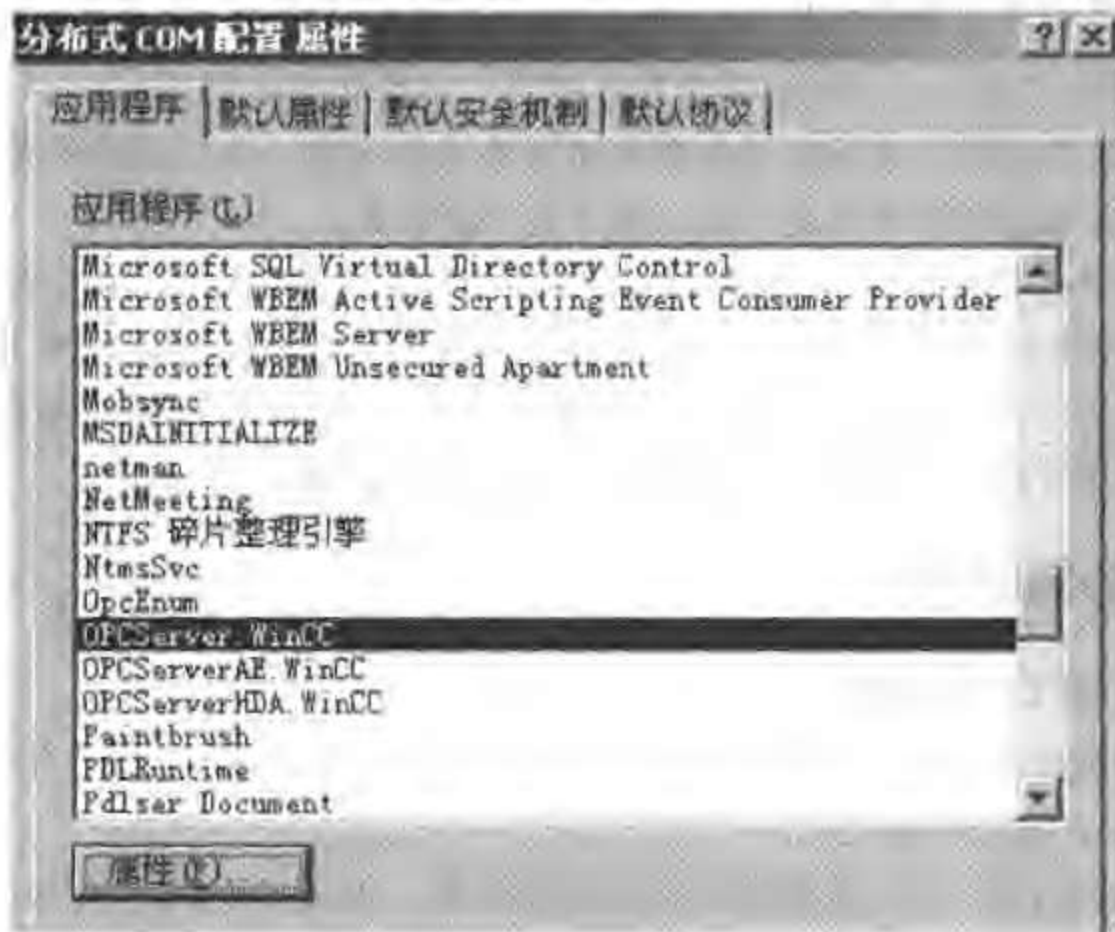 分布式 COM 配置 属性
应用程序 默认属性 默认安全机制 默认协议
应用程序(L)
Microsoft SQL Virtual Directory Control
Microsoft WBEM Active Scripting Event Consumer Provider
Microsoft WBEM Server
Microsoft WBEM Unsecured Apartment
Mobsync
MSDAINITIALIZE
netman
NetMeeting
NTFS 碎片整理引擎
NtmsSvc
OpcEnum
OPCServer.WinCC
OPCServerAE.WinCC
OPCServerHDA.WinCC
Paintbrush
PDLRuntime
Pdlser Document
属性(P)...